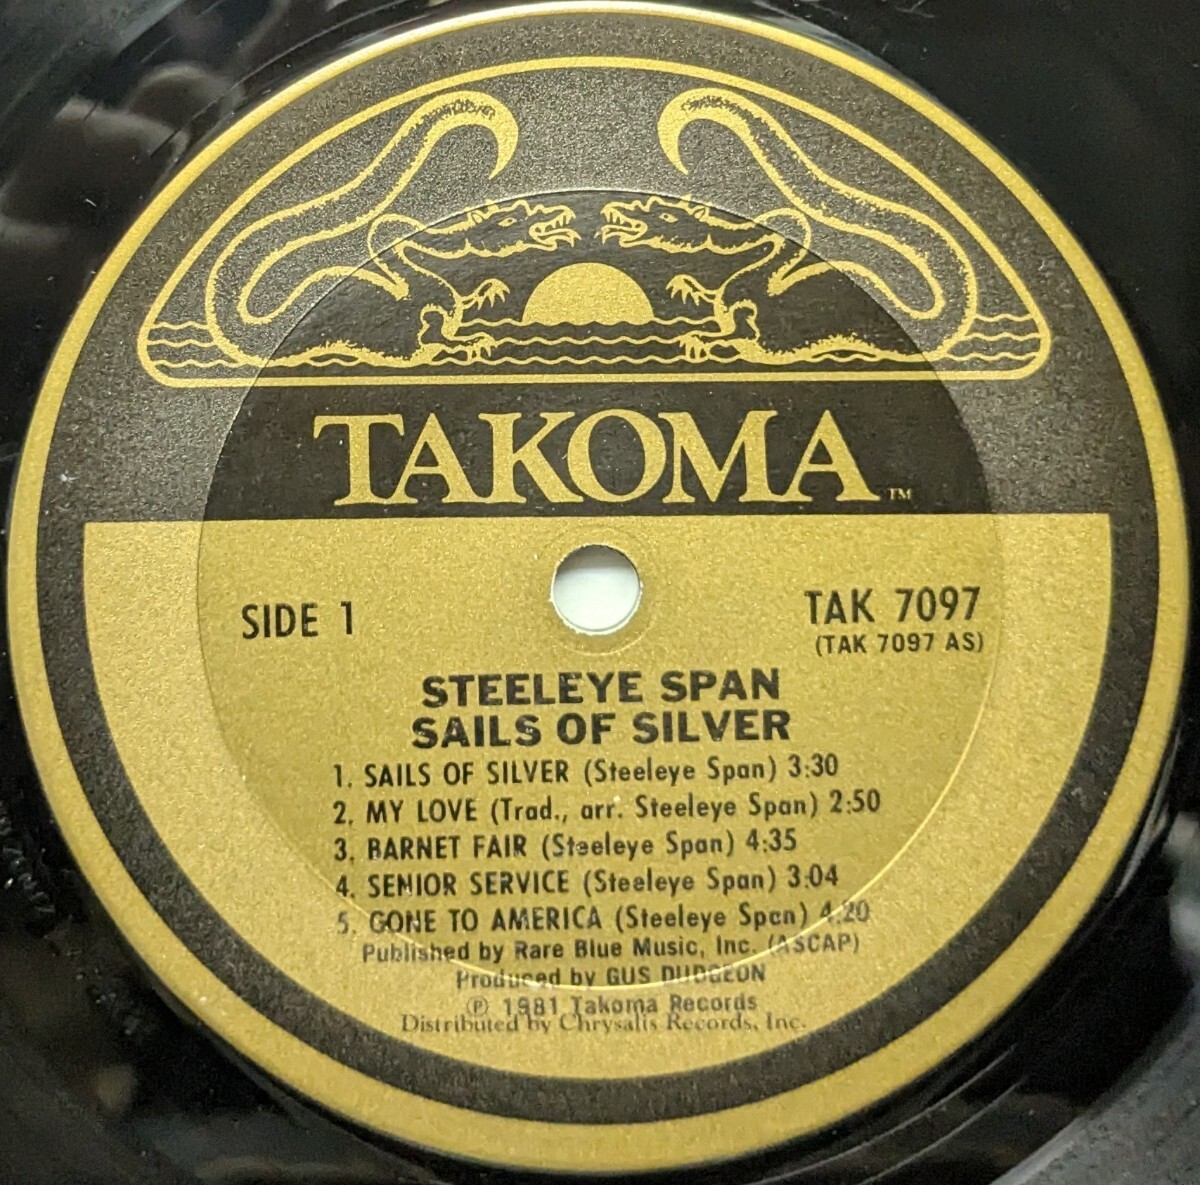 TAKOMA™
SIDE 1
TAK 7097
(TAK 7097 AS)
STEELEYE SPAN
SAILS OF SILVER
1. SAILS OF SILVER (Steeleye Span) 3:30
2. MY LOVE (Trad., arr. Steeleye Span) 2:50
3. BARNET FAIR (Steeleye Span) 4:35
4. SENIOR SERVICE (Steeleye Span) 3:04
5. GONE TO AMERICA (Steeleye Span) 4:20
Published by Rare Blue Music, Inc. (ASCAP)
Produced by GUS DUDGEON
℗ 1981 Takoma Records
Distributed by Chrysalis Records, Inc.